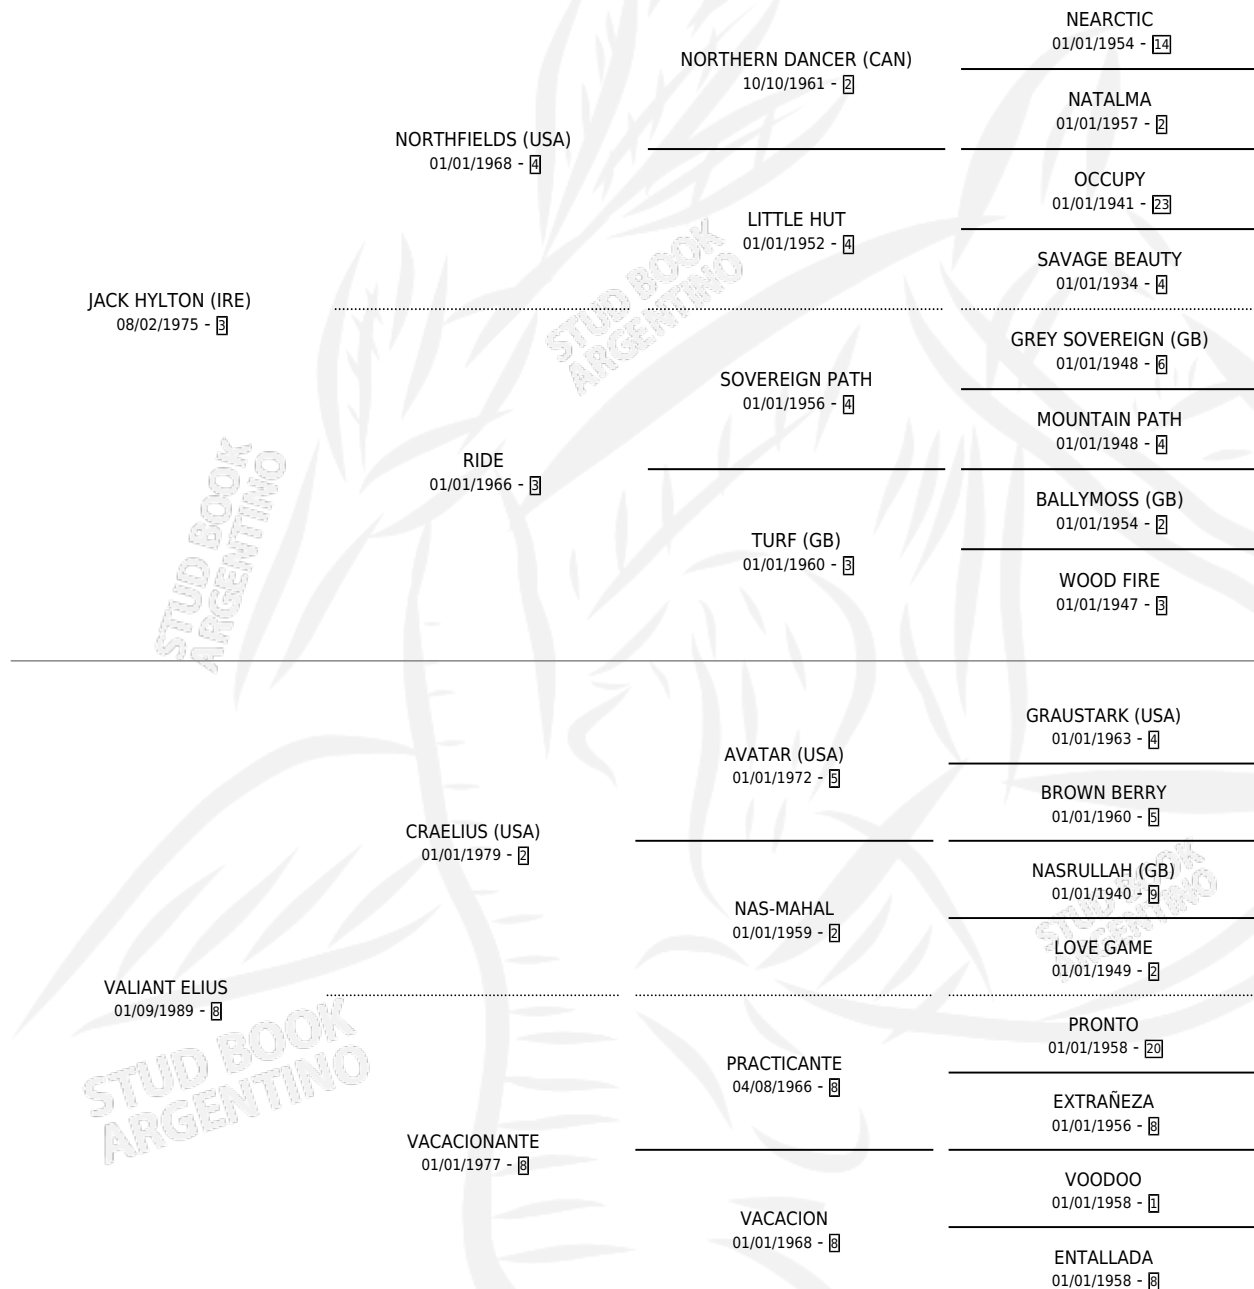 NEARCTIC
01/01/1954 - 14
NORTHERN DANCER (CAN)
10/10/1961 - 2
NATALMA
01/01/1957 - 2
NORTHFIELDS (USA)
01/01/1968 - 4
OCCUPY
01/01/1941 - 23
LITTLE HUT
01/01/1952 - 4
SAVAGE BEAUTY
01/01/1934 - 4
JACK HYLTON (IRE)
08/02/1975 - 3
GREY SOVEREIGN (GB)
01/01/1948 - 6
SOVEREIGN PATH
01/01/1956 - 4
MOUNTAIN PATH
01/01/1948 - 4
RIDE
01/01/1966 - 3
BALLYMOSS (GB)
01/01/1954 - 2
TURF (GB)
01/01/1960 - 3
WOOD FIRE
01/01/1947 - 3
GRAUSTARK (USA)
01/01/1963 - 4
AVATAR (USA)
01/01/1972 - 5
BROWN BERRY
01/01/1960 - 5
CRAELIUS (USA)
01/01/1979 - 2
NASRULLAH (GB)
01/01/1940 - 9
NAS-MAHAL
01/01/1959 - 2
LOVE GAME
01/01/1949 - 2
VALIANT ELIUS
01/09/1989 - 8
PRONTO
01/01/1958 - 20
PRACTICANTE
04/08/1966 - 8
EXTRAÑEZA
01/01/1956 - 8
VACACIONANTE
01/01/1977 - 8
VOODOO
01/01/1958 - 1
VACACION
01/01/1968 - 8
ENTALLADA
01/01/1958 - 8
STUD BOOK
ARGENTINO
STUD BOOK
ARGENTINO
STUD BOOK
ARGENTINO
STUD BOOK
ARGENTINO